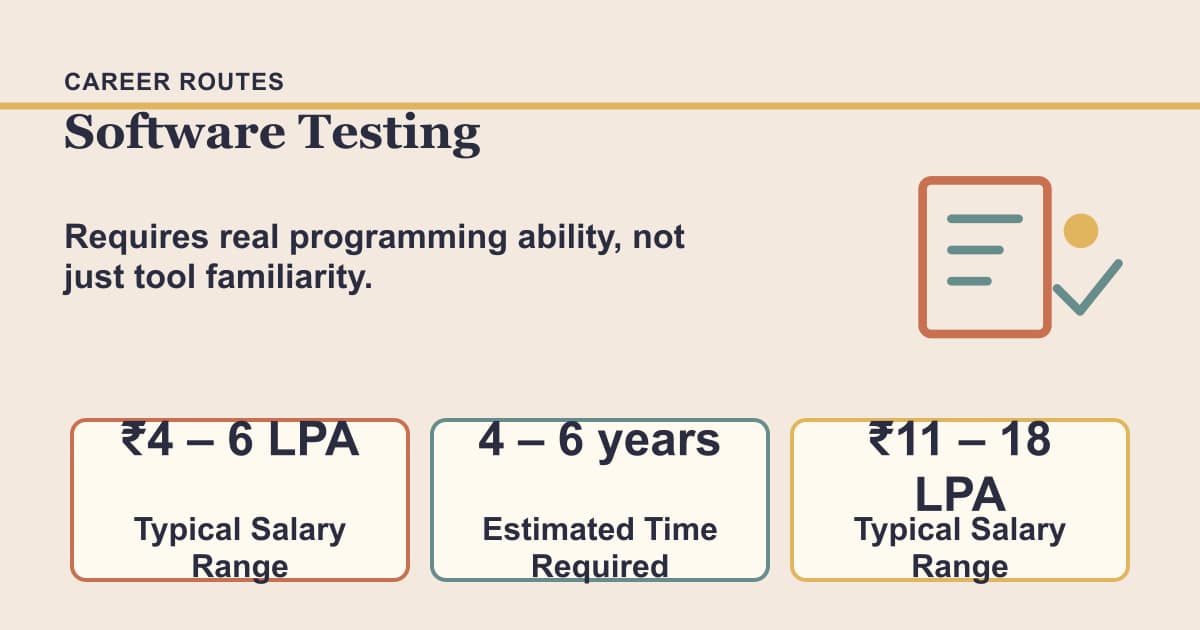 CAREER ROUTES
Software Testing
Requires real programming ability, not
just tool familiarity.
₹4 – 6 LPA
Typical Salary
Range
4 – 6 years
Estimated Time
Required
₹11 – 18
LPA
Typical Salary
Range